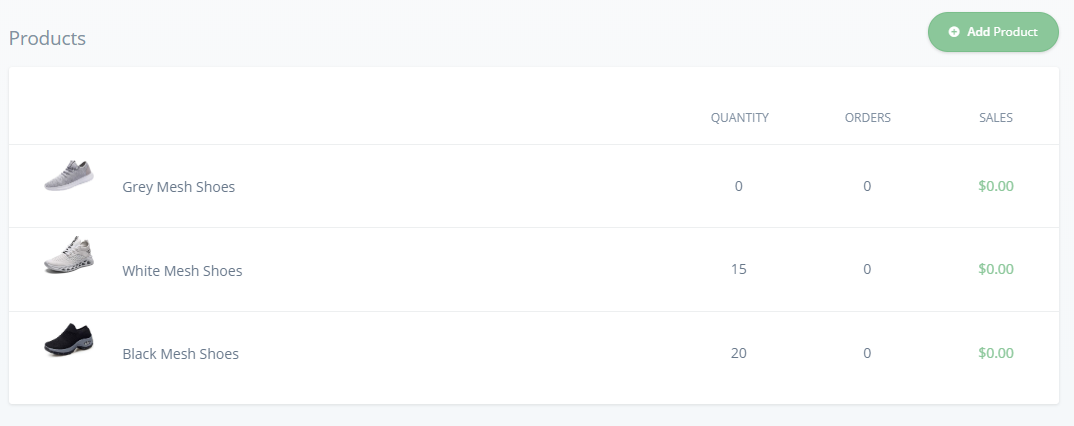 Products
Add Product
QUANTITY ORDERS SALES
Grey Mesh Shoes 0 0 $0.00
White Mesh Shoes 15 0 $0.00
Black Mesh Shoes 20 0 $0.00